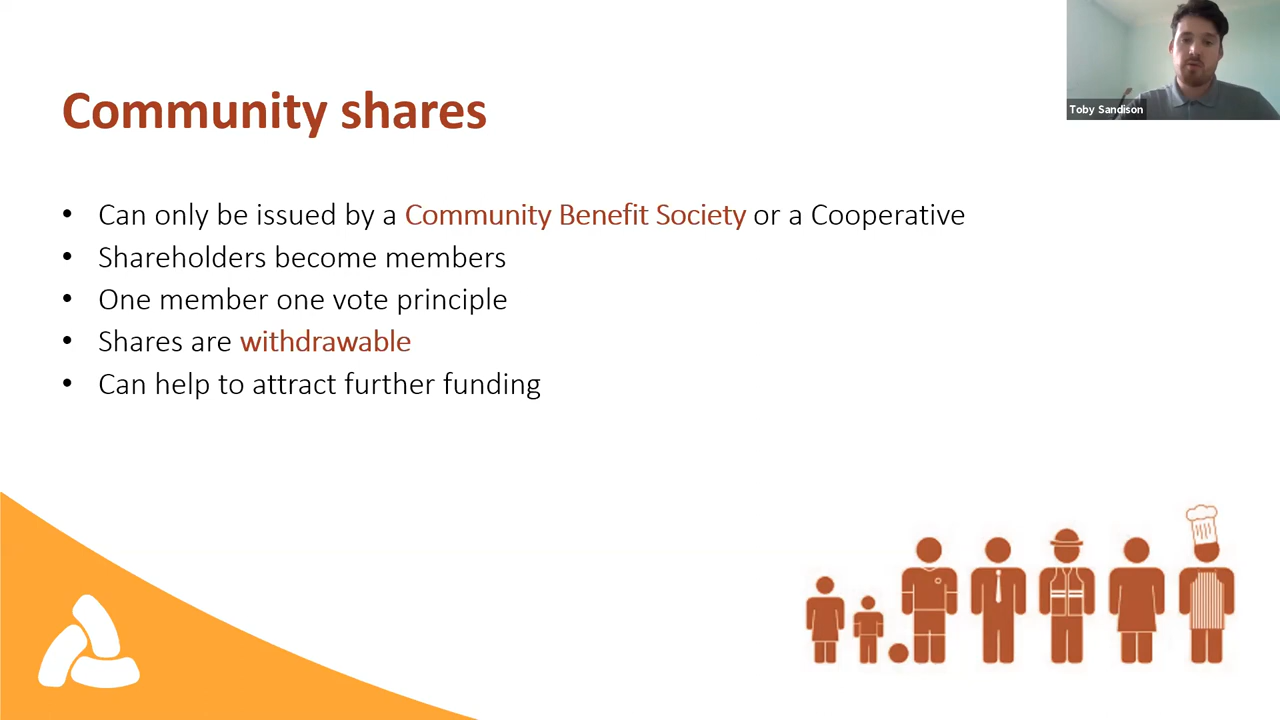 Community shares
Toby Sandison
• Can only be issued by a Community Benefit Society or a Cooperative
• Shareholders become members
• One member one vote principle
• Shares are withdrawable
• Can help to attract further funding